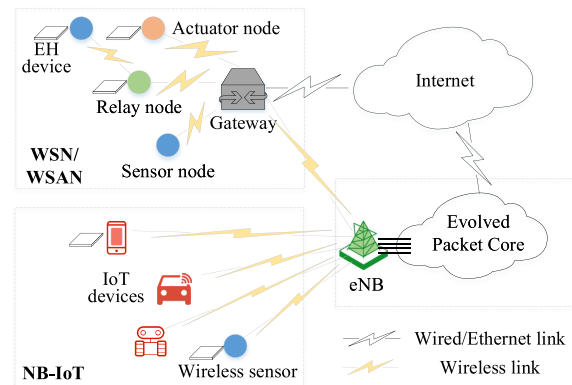 EH
device
Actuator node
Relay node
Gateway
WSN/
WSAN
Sensor node
Internet
Evolved
Packet Core
eNB
IoT
devices
NB-IoT
Wireless sensor
Wired/Ethernet link
Wireless link